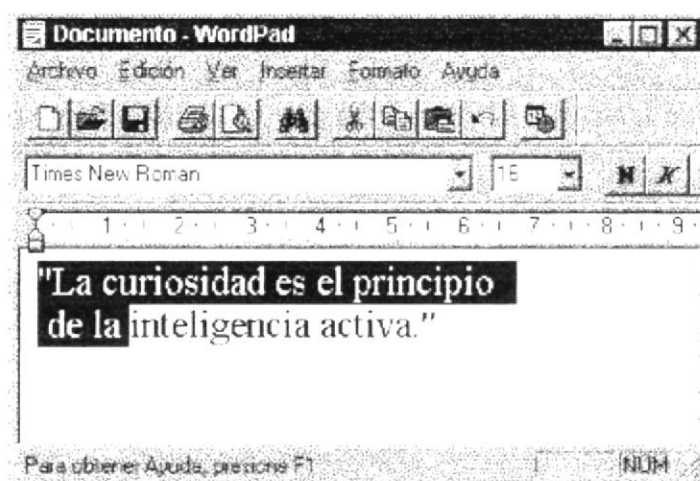 Documento - WordPad
Archivo Edición Ver Insertar Formato Ayuda
Times New Roman 16 N K
1 2 3 4 5 6 7 8 9
"La curiosidad es el principio
de la inteligencia activa."
Para obtener Ayuda, presione F1 NUM